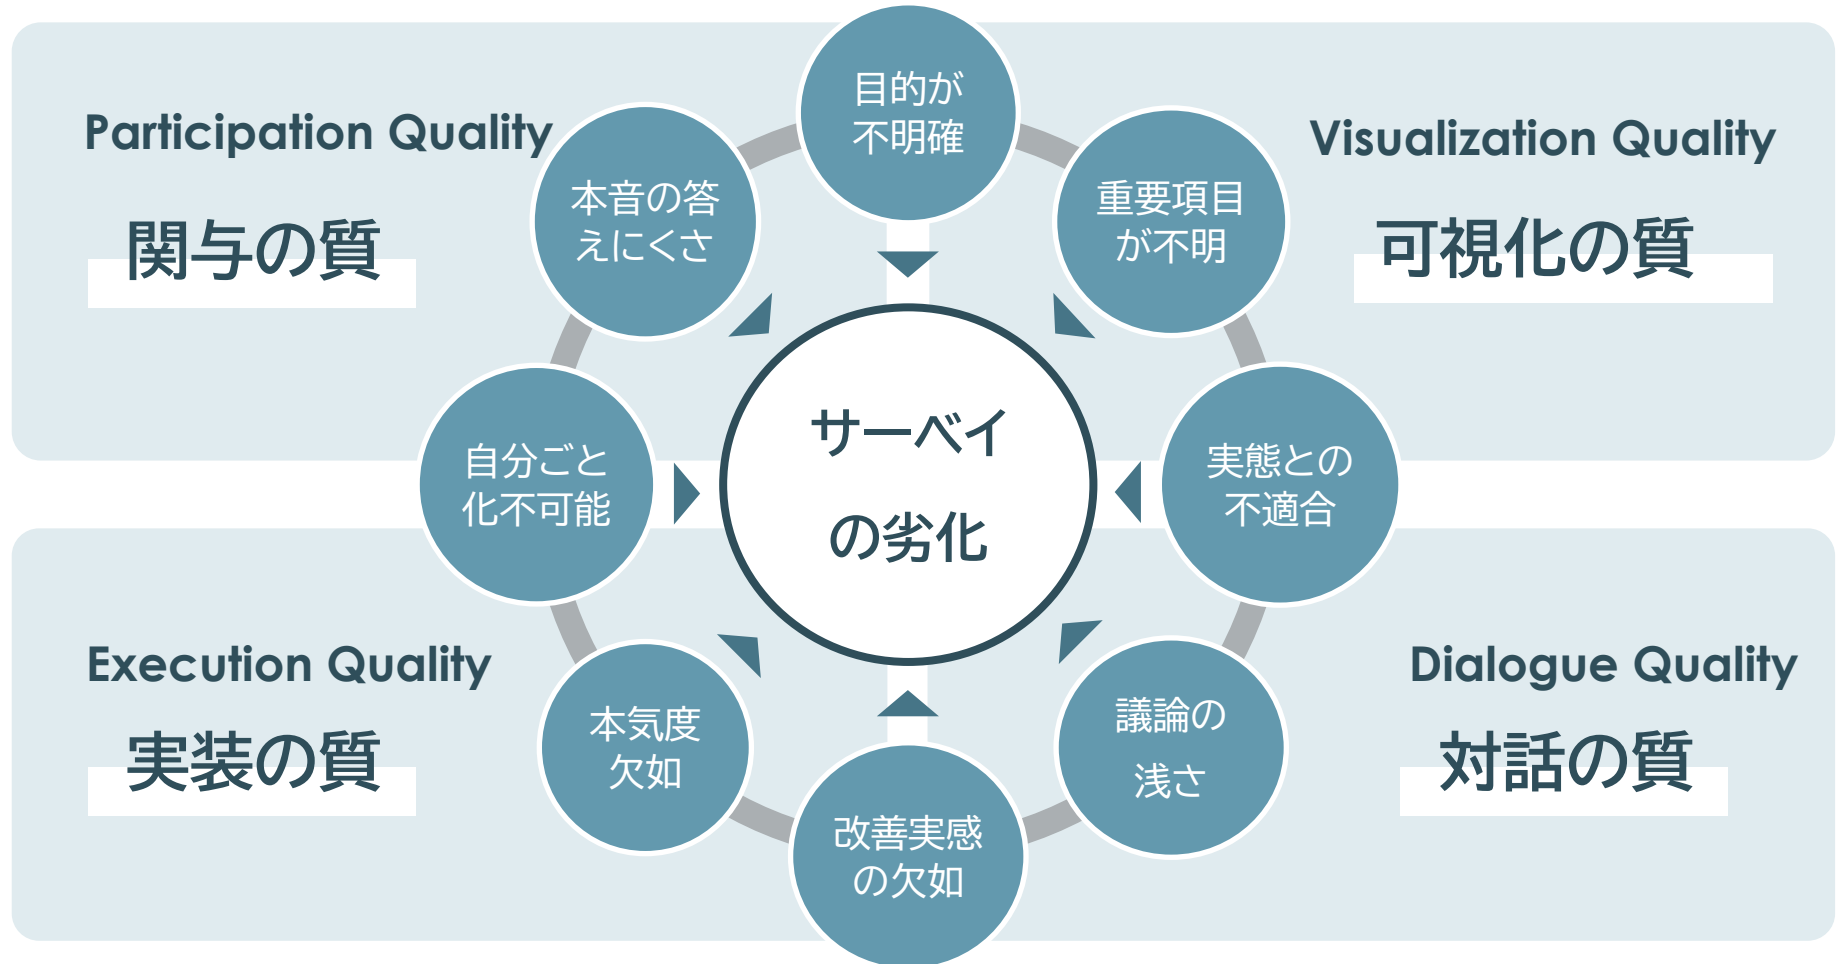 Participation Quality
関与の質
目的が
不明確
Visualization Quality
可視化の質
本音の答
えにくさ
重要項目
が不明
自分ごと
化不可能
サーベイ
の劣化
実態との
不適合
Execution Quality
実装の質
本気度
欠如
改善実感
の欠如
議論の
浅さ
Dialogue Quality
対話の質